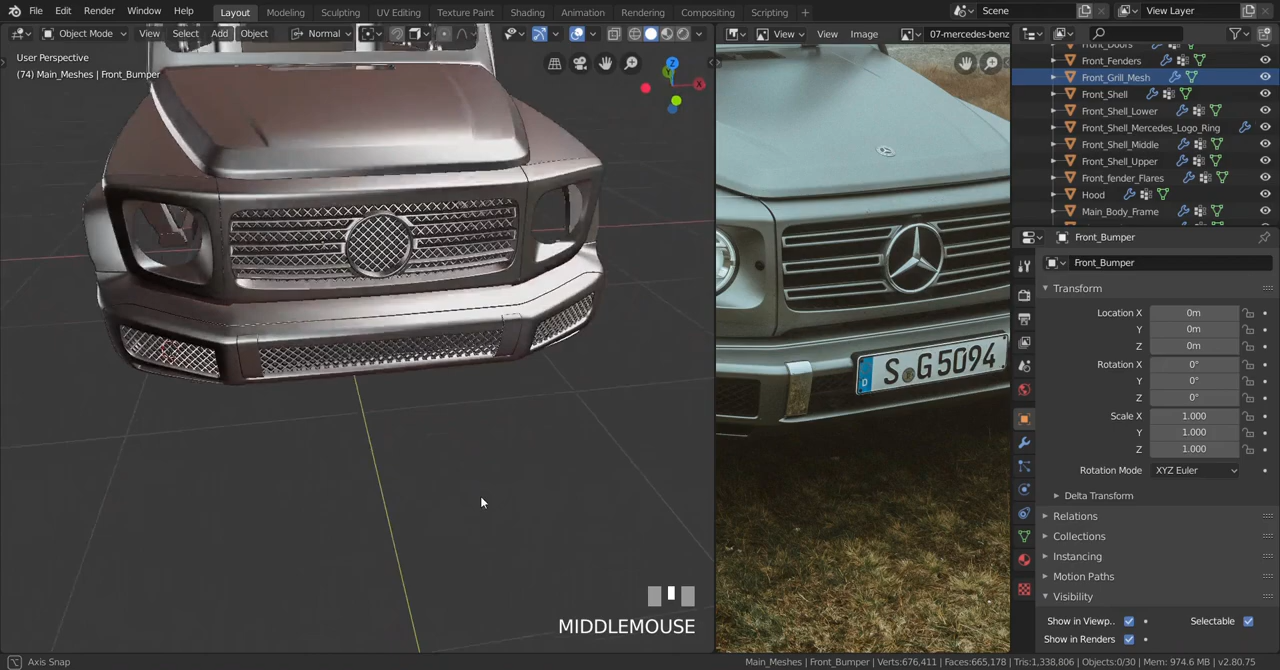 File Edit Render Window Help Layout Modeling Sculpting UV Editing Texture Paint Shading Animation Rendering Compositing Scripting + Scene View Layer
Object Mode View Select Add Object Normal View View Image 07-mercedes-benz
User Perspective
(74) Main_Meshes | Front_Bumper
Z
Y
X
Front_Doors
Front_Fenders
Front_Grill_Mesh
Front_Shell
Front_Shell_Lower
Front_Shell_Mercedes_Logo_Ring
Front_Shell_Middle
Front_Shell_Upper
Front_fender_Flares
Hood
Main_Body_Frame
Front_Bumper
Front_Bumper
Transform
Location X 0m
Y 0m
Z 0m
Rotation X 0°
Y 0°
Z 0°
Scale X 1.000
Y 1.000
Z 1.000
Rotation Mode XYZ Euler
Delta Transform
Relations
Collections
Instancing
Motion Paths
Visibility
Show in Viewp.. Selectable
Show in Renders
D S G 5094
MIDDLEMOUSE
Axis Snap
Main_Meshes | Front_Bumper | Verts:676,411 | Faces:665,178 | Tris:1,338,806 | Objects:0/30 | Mem: 974.6 MB | v2.80.75